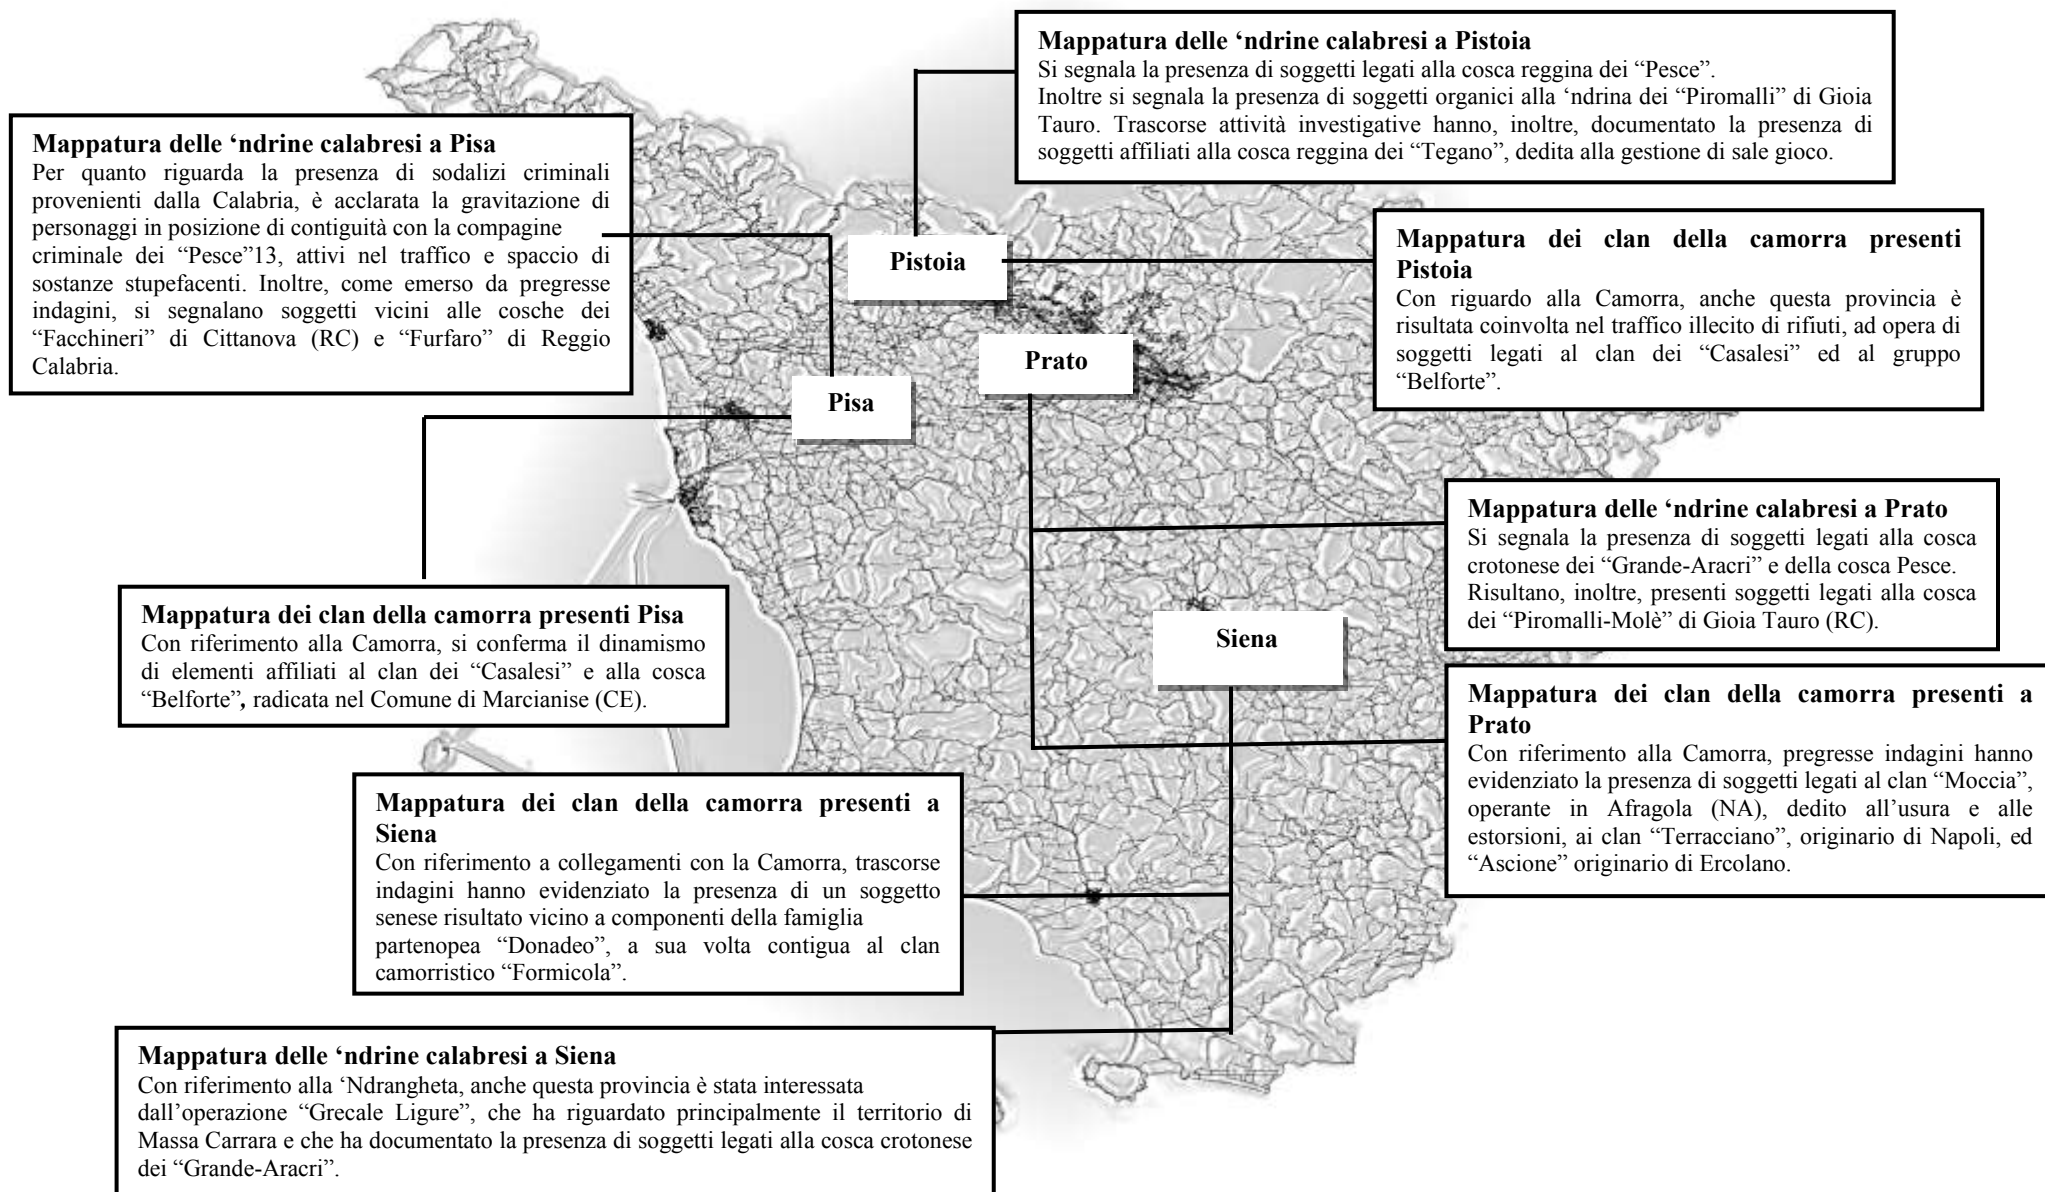 Mappatura delle ‘ndrine calabresi a Pistoia
Si segnala la presenza di soggetti legati alla cosca reggina dei “Pesce”.
Inoltre si segnala la presenza di soggetti organici alla ‘ndrina dei “Piromalli” di Gioia
Tauro. Trascorse attività investigative hanno, inoltre, documentato la presenza di
soggetti affiliati alla cosca reggina dei “Tegano”, dedita alla gestione di sale gioco.
Mappatura delle ‘ndrine calabresi a Pisa
Per quanto riguarda la presenza di sodalizi criminali
provenienti dalla Calabria, è acclarata la gravitazione di
personaggi in posizione di contiguità con la compagine
criminale dei “Pesce”13, attivi nel traffico e spaccio di
sostanze stupefacenti. Inoltre, come emerso da pregresse
indagini, si segnalano soggetti vicini alle cosche dei
“Facchineri” di Cittanova (RC) e “Furfaro” di Reggio
Calabria.
Mappatura dei clan della camorra presenti
Pistoia
Con riguardo alla Camorra, anche questa provincia è
risultata coinvolta nel traffico illecito di rifiuti, ad opera di
soggetti legati al clan dei “Casalesi” ed al gruppo
“Belforte”.
Pistoia
Prato
Pisa
Mappatura delle ‘ndrine calabresi a Prato
Si segnala la presenza di soggetti legati alla cosca
crotonese dei “Grande-Aracri” e della cosca Pesce.
Risultano, inoltre, presenti soggetti legati alla cosca
dei “Piromalli-Molè” di Gioia Tauro (RC).
Mappatura dei clan della camorra presenti Pisa
Con riferimento alla Camorra, si conferma il dinamismo
di elementi affiliati al clan dei “Casalesi” e alla cosca
“Belforte”, radicata nel Comune di Marcianise (CE).
Siena
Mappatura dei clan della camorra presenti a
Prato
Con riferimento alla Camorra, pregresse indagini hanno
evidenziato la presenza di soggetti legati al clan “Moccia”,
operante in Afragola (NA), dedito all’usura e alle
estorsioni, ai clan “Terracciano”, originario di Napoli, ed
“Ascione” originario di Ercolano.
Mappatura dei clan della camorra presenti a
Siena
Con riferimento a collegamenti con la Camorra, trascorse
indagini hanno evidenziato la presenza di un soggetto
senese risultato vicino a componenti della famiglia
partenopea “Donadeo”, a sua volta contigua al clan
camorristico “Formicola”.
Mappatura delle ‘ndrine calabresi a Siena
Con riferimento alla ‘Ndrangheta, anche questa provincia è stata interessata
dall’operazione “Grecale Ligure”, che ha riguardato principalmente il territorio di
Massa Carrara e che ha documentato la presenza di soggetti legati alla cosca crotonese
dei “Grande-Aracri”.